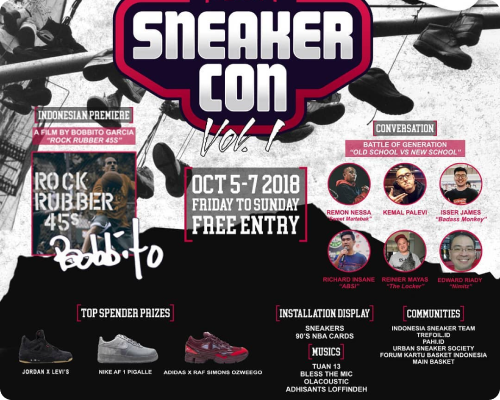 SNEAKER
CON
Vol. 1
INDONESIAN PREMIERE
A FILM BY BOBBITO GARCIA
"ROCK RUBBER 45S"
ROCK
RUBBER
45s
Bobbito
OCT 5-7 2018
FRIDAY TO SUNDAY
FREE ENTRY
CONVERSATION
BATTLE OF GENERATION
"OLD SCHOOL VS NEW SCHOOL"
REMON NESSA
"Sweet Martabak"
KEMAL PALEVI
ISSER JAMES
"Badass Monkey"
RICHARD INSANE
"ABSI"
REINIER MAYAS
"The Locker"
EDWARD RIADY
TOP SPENDER PRIZES
JORDAN X LEVI'S
NIKE AF 1 PIGALLE
ADIDAS X RAF SIMONS OZWEEGO
INSTALLATION DISPLAY
SNEAKERS
90'S NBA CARDS
MUSICS
TUAN 13
BLESS THE MIC
OLACOUSTIC
ADHISANTS LOFFINDEH
COMMUNITIES
INDONESIA SNEAKER TEAM
TREFOIL.ID
PAHI.ID
URBAN SNEAKER SOCIETY
FORUM KARTU BASKET INDONESIA
MAIN BASKET